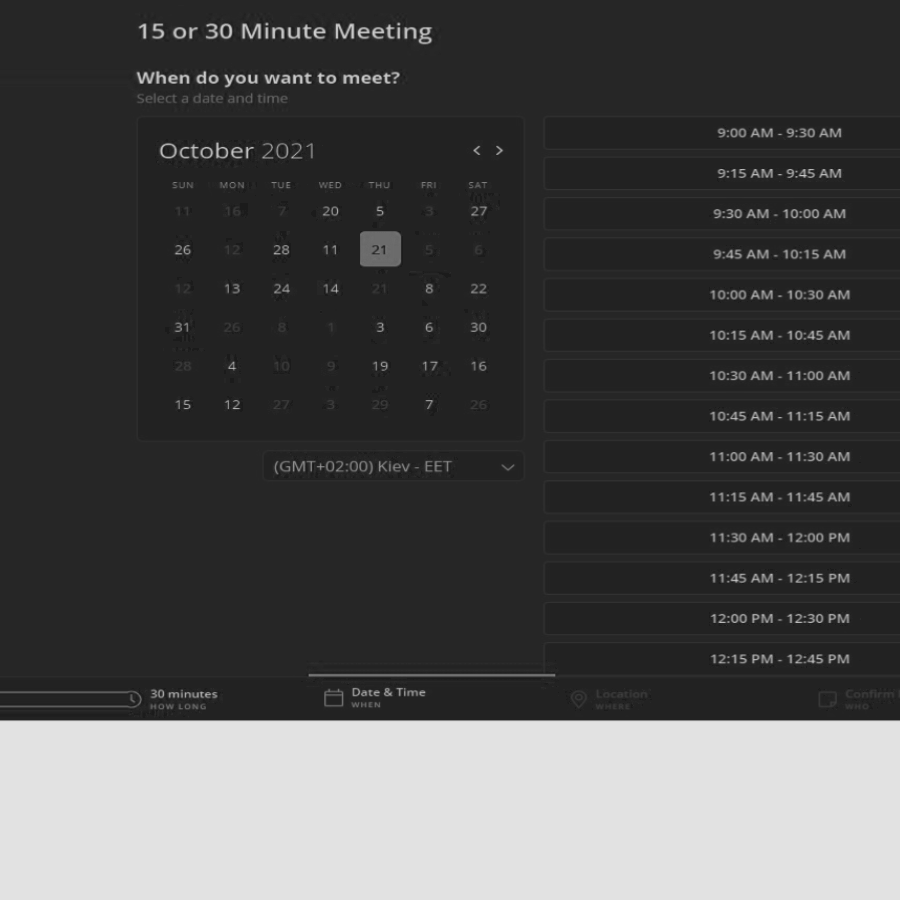 15 or 30 Minute Meeting
When do you want to meet?
Select a date and time
October 2021 < >
SUN MON TUE WED THU FRI SAT
11 16 7 20 5 3 27
26 12 28 11 21 5 6
12 13 24 14 21 8 22
31 26 8 1 3 6 30
28 4 10 9 19 17 16
15 12 27 3 29 7 26
(GMT+02:00) Kiev - EET
9:00 AM - 9:30 AM
9:15 AM - 9:45 AM
9:30 AM - 10:00 AM
9:45 AM - 10:15 AM
10:00 AM - 10:30 AM
10:15 AM - 10:45 AM
10:30 AM - 11:00 AM
10:45 AM - 11:15 AM
11:00 AM - 11:30 AM
11:15 AM - 11:45 AM
11:30 AM - 12:00 PM
11:45 AM - 12:15 PM
12:00 PM - 12:30 PM
12:15 PM - 12:45 PM
30 minutes
HOW LONG
Date & Time
WHEN
Location
WHERE
Confirm
WHO